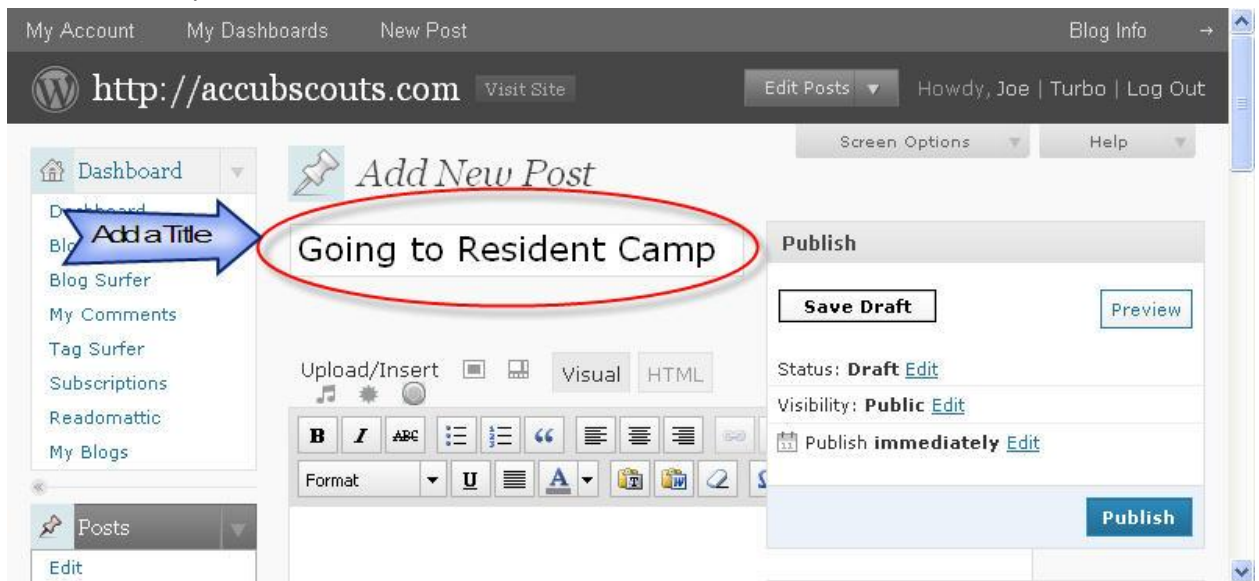 My Account My Dashboards New Post Blog Info →
http://accubscouts.com Visit Site Edit Posts Howdy, Joe | Turbo | Log Out
Screen Options Help
Dashboard
Add New Post
Dashboard
Add a Title
Going to Resident Camp
Publish
Blog Surfer
My Comments
Save Draft Preview
Tag Surfer
Subscriptions
Readomattic
My Blogs
Upload/Insert Visual HTML
Status: Draft Edit
Visibility: Public Edit
Publish immediately Edit
B I ABC
Format U A
Publish
Posts
Edit